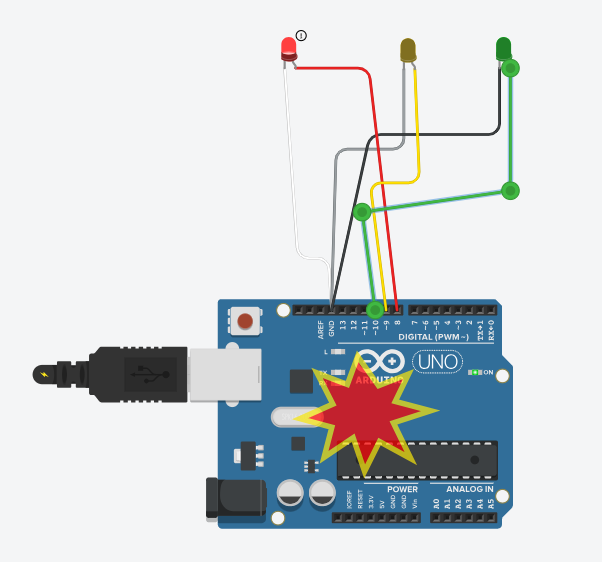 !
AREF
GND
13
12
~11
~10
~9
8
7
~6
~5
4
~3
2
TX→1
RX←0
DIGITAL (PWM~)
L
UNO
ON
ARDUINO
POWER
ANALOG IN
IOREF
RESET
3.3V
5V
GND
GND
Vin
A0
A1
A2
A3
A4
A5